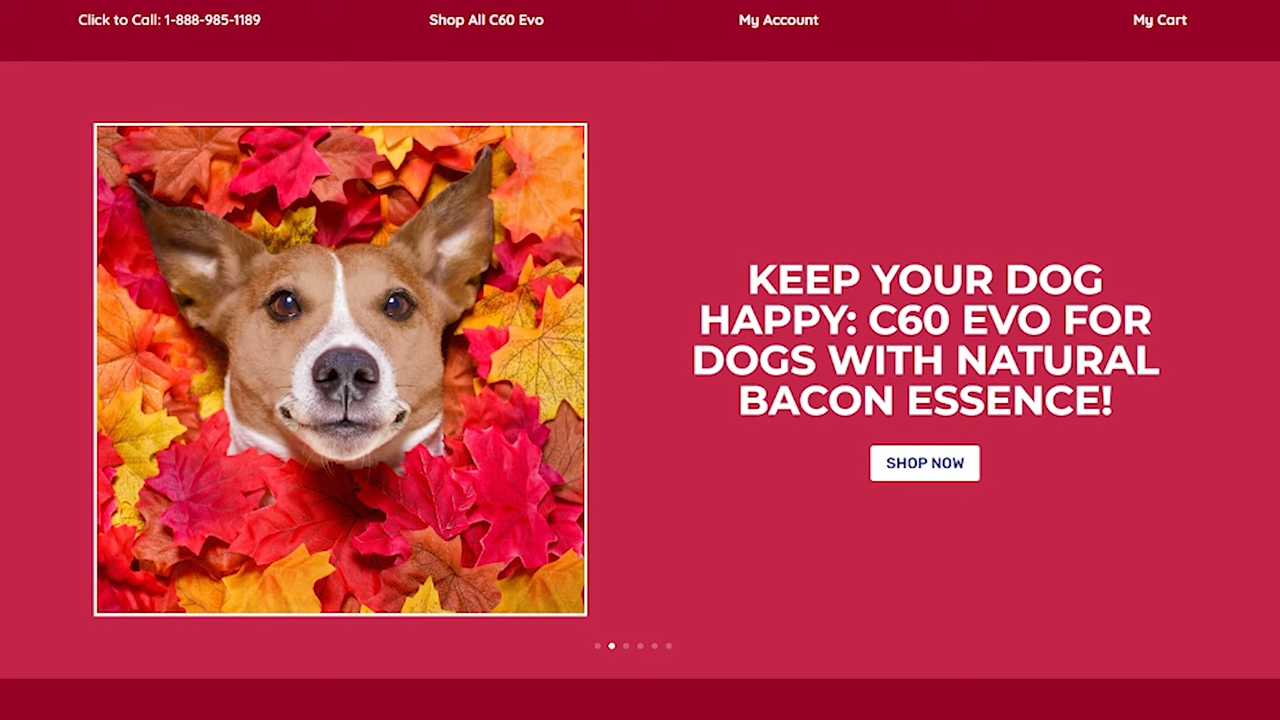 Click to Call: 1-888-985-1189
Shop All C60 Evo
My Account
My Cart
KEEP YOUR DOG
HAPPY: C60 EVO FOR
DOGS WITH NATURAL
BACON ESSENCE!
SHOP NOW